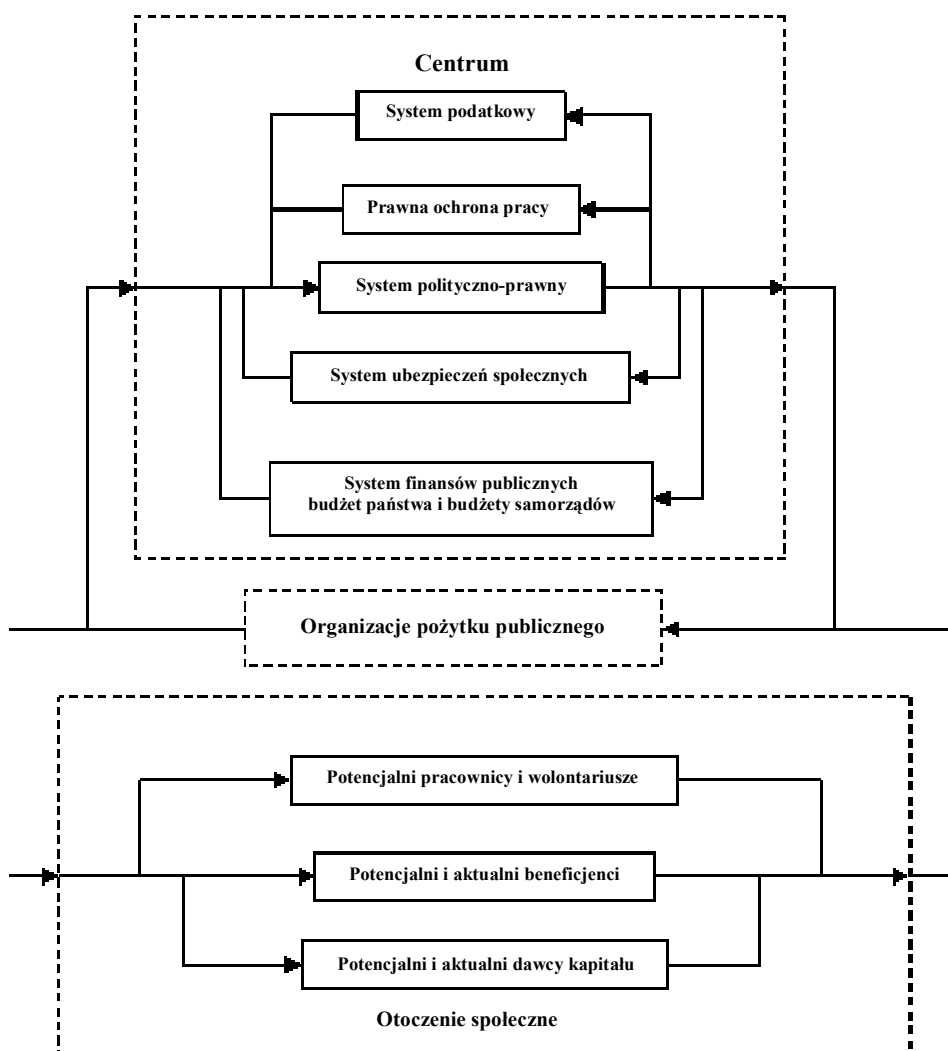 Centrum
System podatkowy
Prawna ochrona pracy
System polityczno-prawny
System ubezpieczeń społecznych
System finansów publicznych
budżet państwa i budżety samorządów
Organizacje pożytku publicznego
Potencjalni pracownicy i wolontariusze
Potencjalni i aktualni beneficjenci
Potencjalni i aktualni dawcy kapitału
Otoczenie społeczne